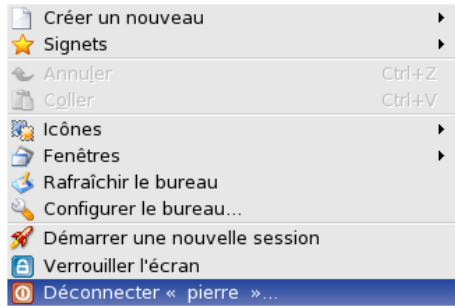 Créer un nouveau
Signets
Annuler Ctrl+Z
Coller Ctrl+V
Icônes
Fenêtres
Rafraîchir le bureau
Configurer le bureau...
Démarrer une nouvelle session
Verrouiller l'écran
Déconnecter « pierre »...